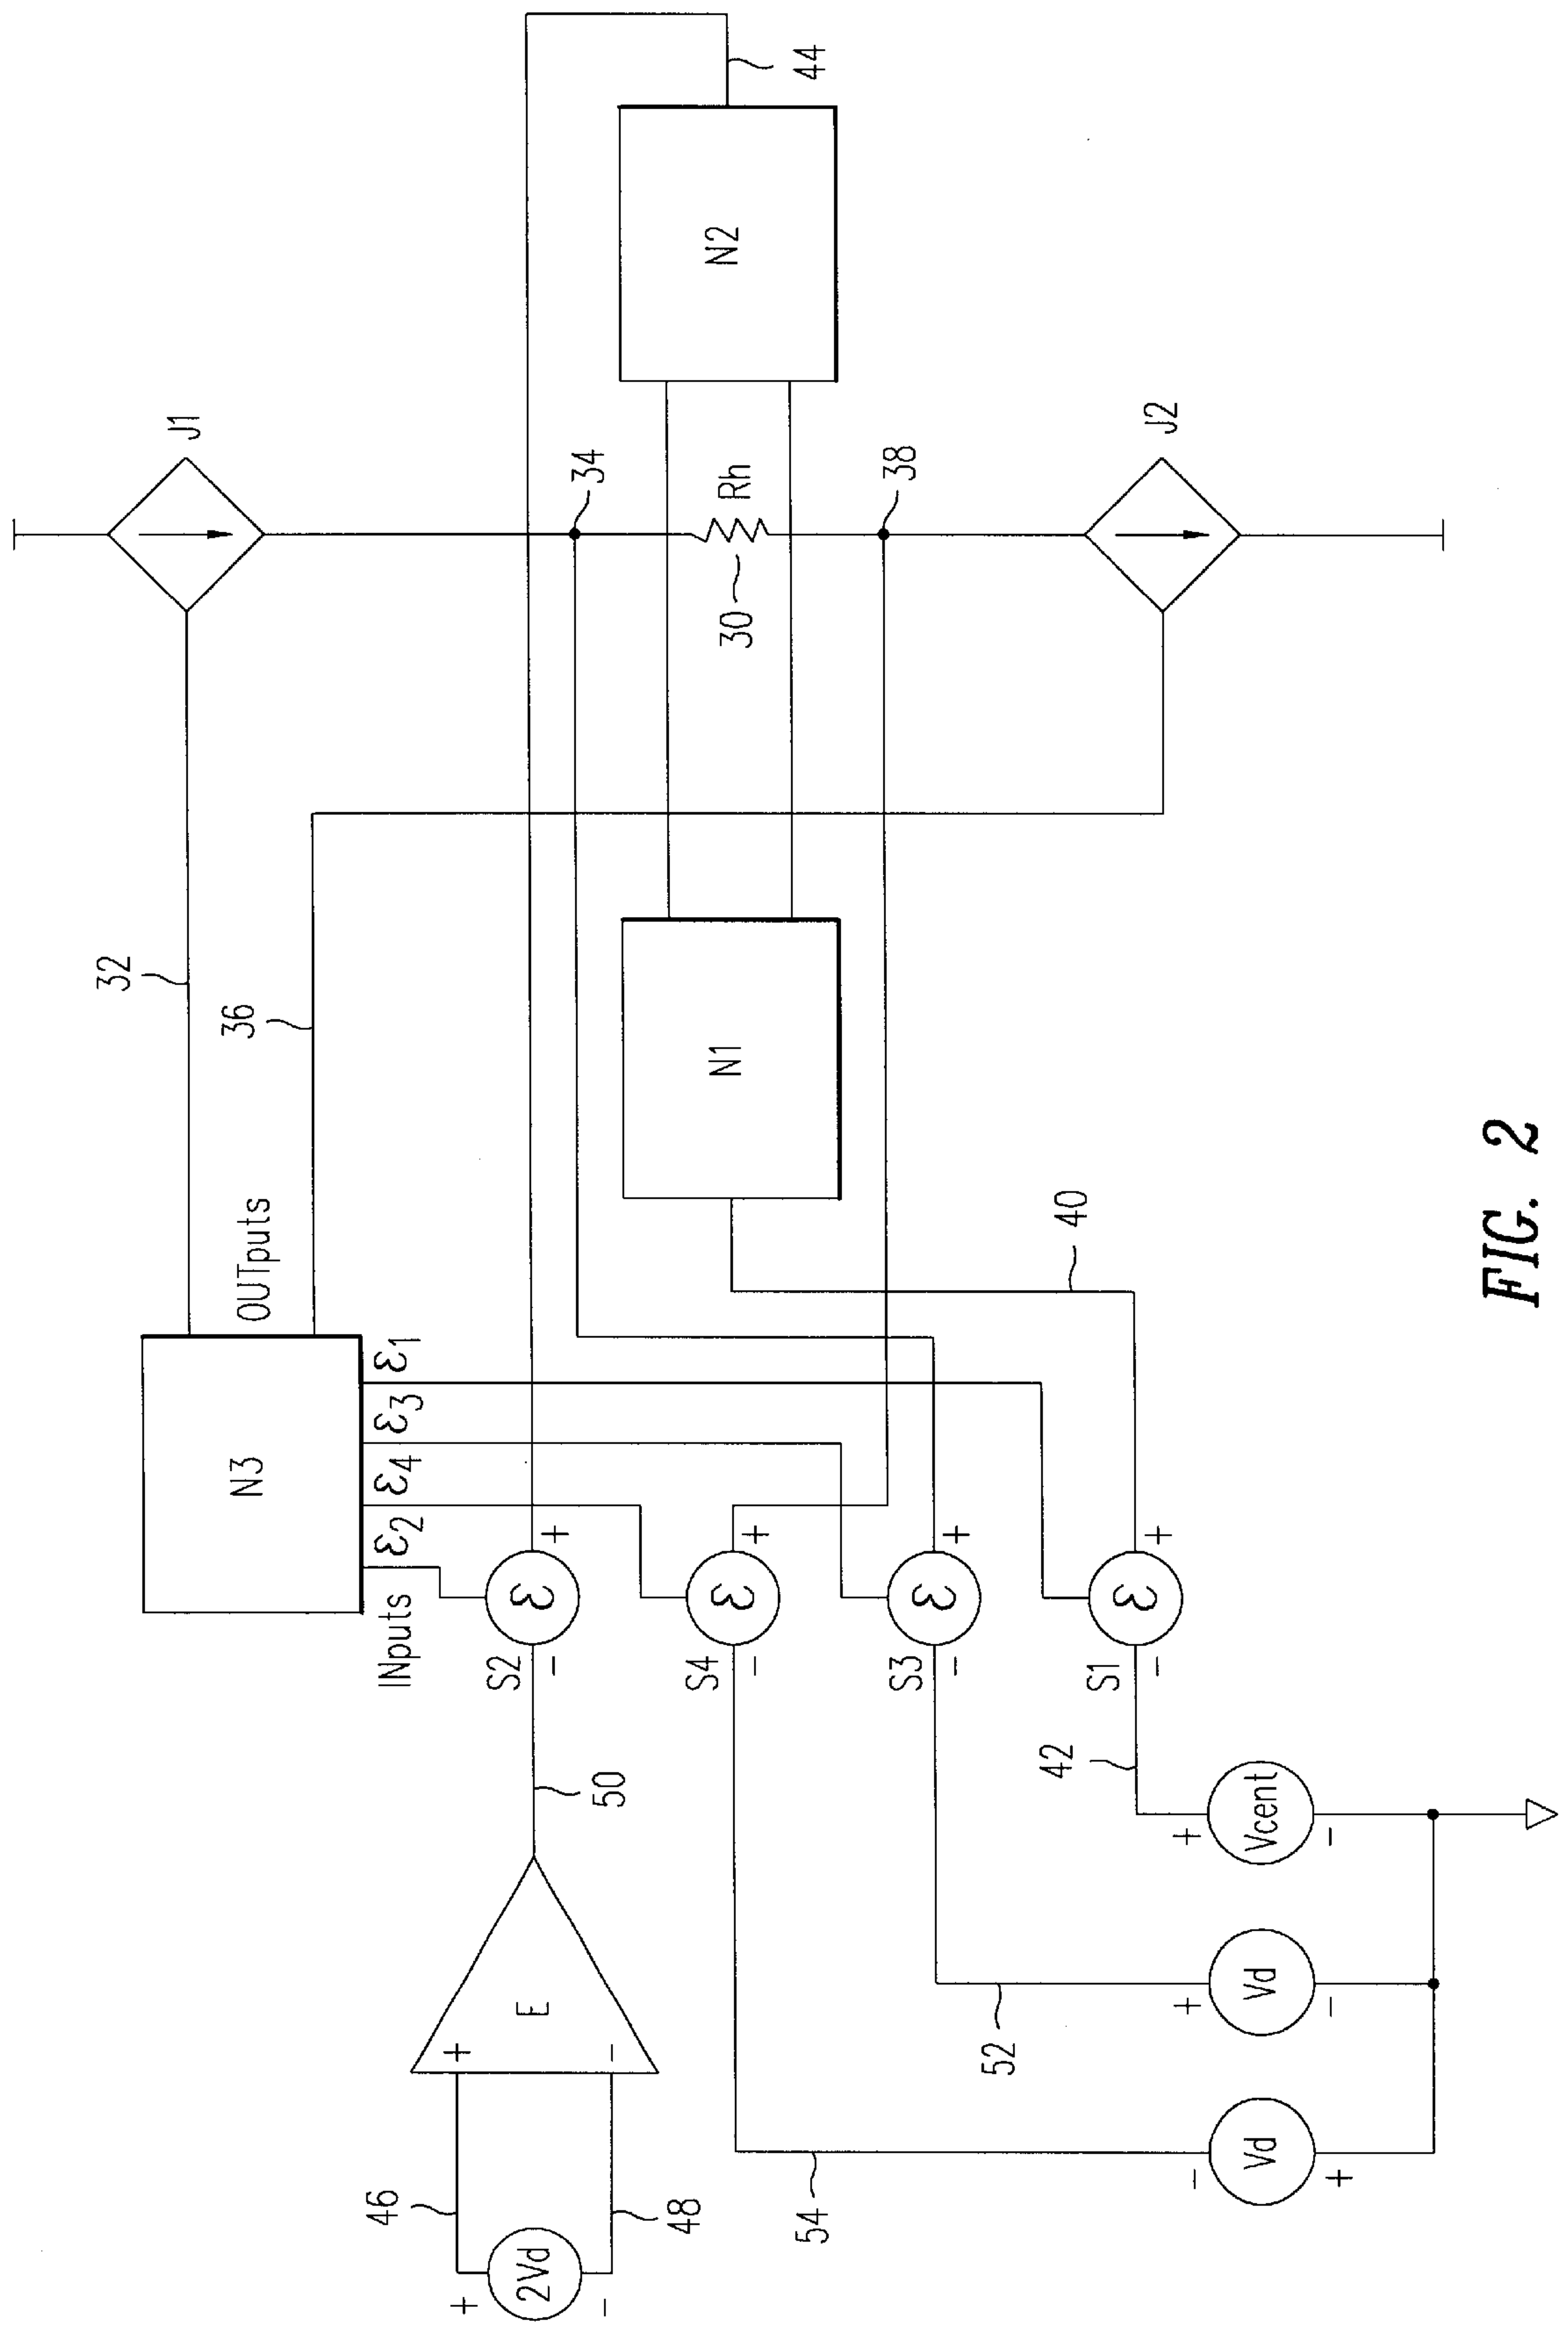 44
N2
J1
34
Rh
38
J2
30
32
36
N1
OUTputs
40
ε1
ε3
ε4
ε2
N3
INputs
+
+
+
+
ε
ε
ε
ε
S2
S4
S3
S1
−
−
−
−
50
42
E
+
−
+
Vcent
−
52
+
Vd
−
54
−
Vd
+
46
48
+
2Vd
−
FIG. 2